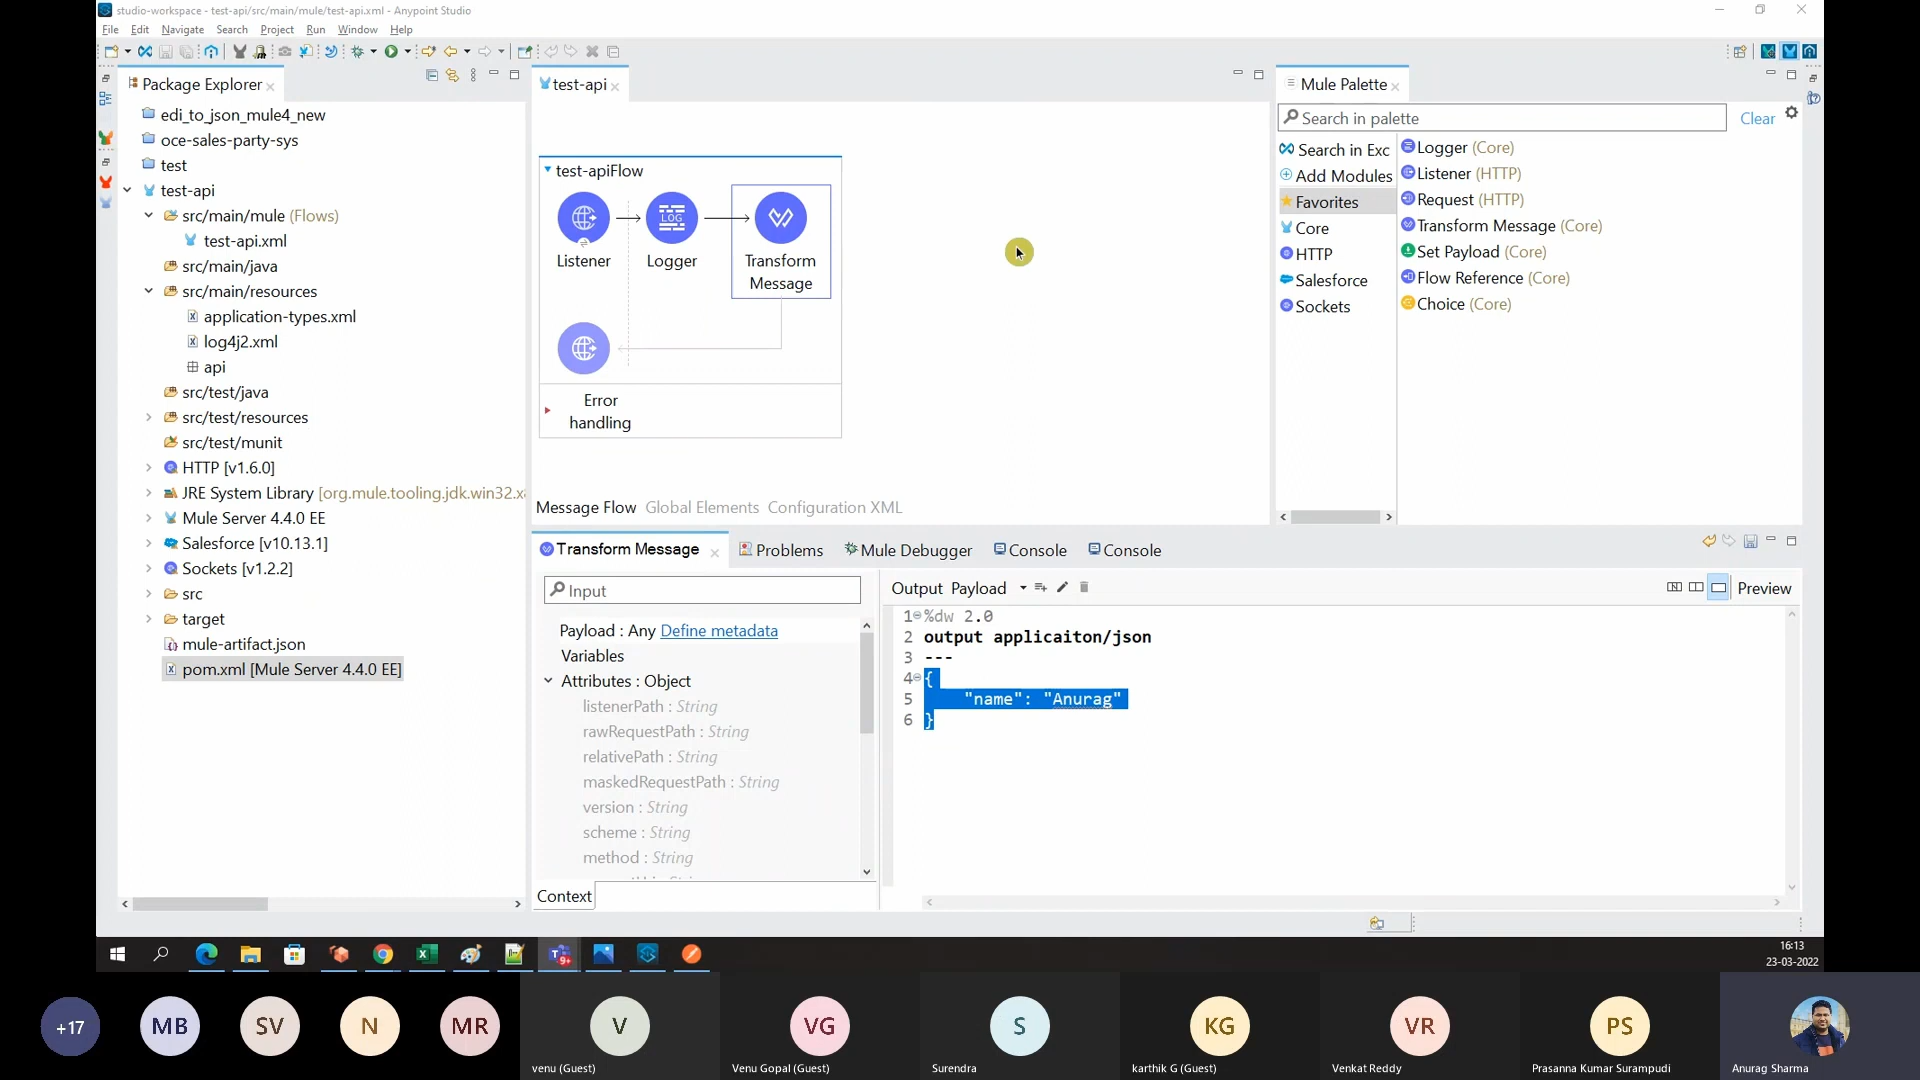 studio-workspace - test-api/src/main/mule/test-api.xml - Anypoint Studio
File Edit Navigate Search Project Run Window Help
Package Explorer
edi_to_json_mule4_new
oce-sales-party-sys
test
test-api
src/main/mule (Flows)
test-api.xml
src/main/java
src/main/resources
application-types.xml
log4j2.xml
api
src/test/java
src/test/resources
src/test/munit
HTTP [v1.6.0]
JRE System Library [org.mule.tooling.jdk.win32.x
Mule Server 4.4.0 EE
Salesforce [v10.13.1]
Sockets [v1.2.2]
src
target
mule-artifact.json
pom.xml [Mule Server 4.4.0 EE]
test-api
test-apiFlow
LOG
Listener
Logger
Transform
Message
Error
handling
Message Flow Global Elements Configuration XML
Mule Palette
Search in palette
Clear
Search in Exc
Add Modules
Favorites
Core
HTTP
Salesforce
Sockets
Logger (Core)
Listener (HTTP)
Request (HTTP)
Transform Message (Core)
Set Payload (Core)
Flow Reference (Core)
Choice (Core)
Transform Message Problems Mule Debugger Console Console
Input
Payload : Any Define metadata
Variables
Attributes : Object
listenerPath : String
rawRequestPath : String
relativePath : String
maskedRequestPath : String
version : String
scheme : String
method : String
Context
Output Payload
Preview
1 %dw 2.0
2 output applicaiton/json
3 ---
4 {
5 "name": "Anurag"
6 }
9+
16:13
23-03-2022
+17
MB
SV
N
MR
V
venu (Guest)
VG
Venu Gopal (Guest)
S
Surendra
KG
karthik G (Guest)
VR
Venkat Reddy
PS
Prasanna Kumar Surampudi
Anurag Sharma